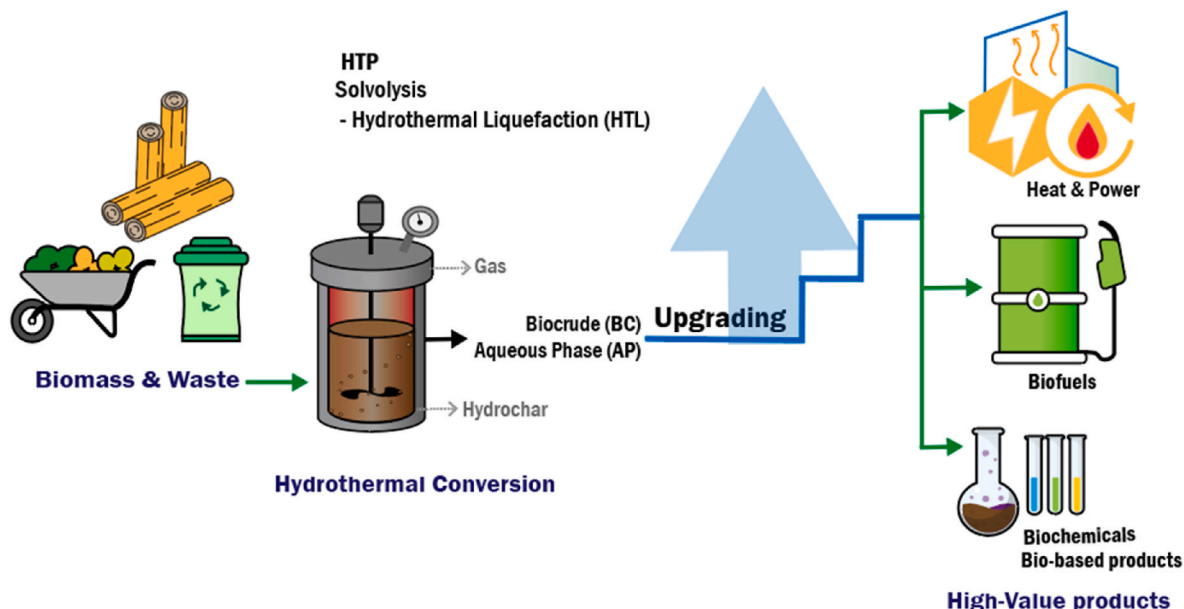 HTP
Solvolysis
- Hydrothermal Liquefaction (HTL)
Biomass & Waste
Gas
Biocrude (BC)
Aqueous Phase (AP)
Hydrochar
Hydrothermal Conversion
Upgrading
Heat & Power
Biofuels
Biochemicals
Bio-based products
High-Value products